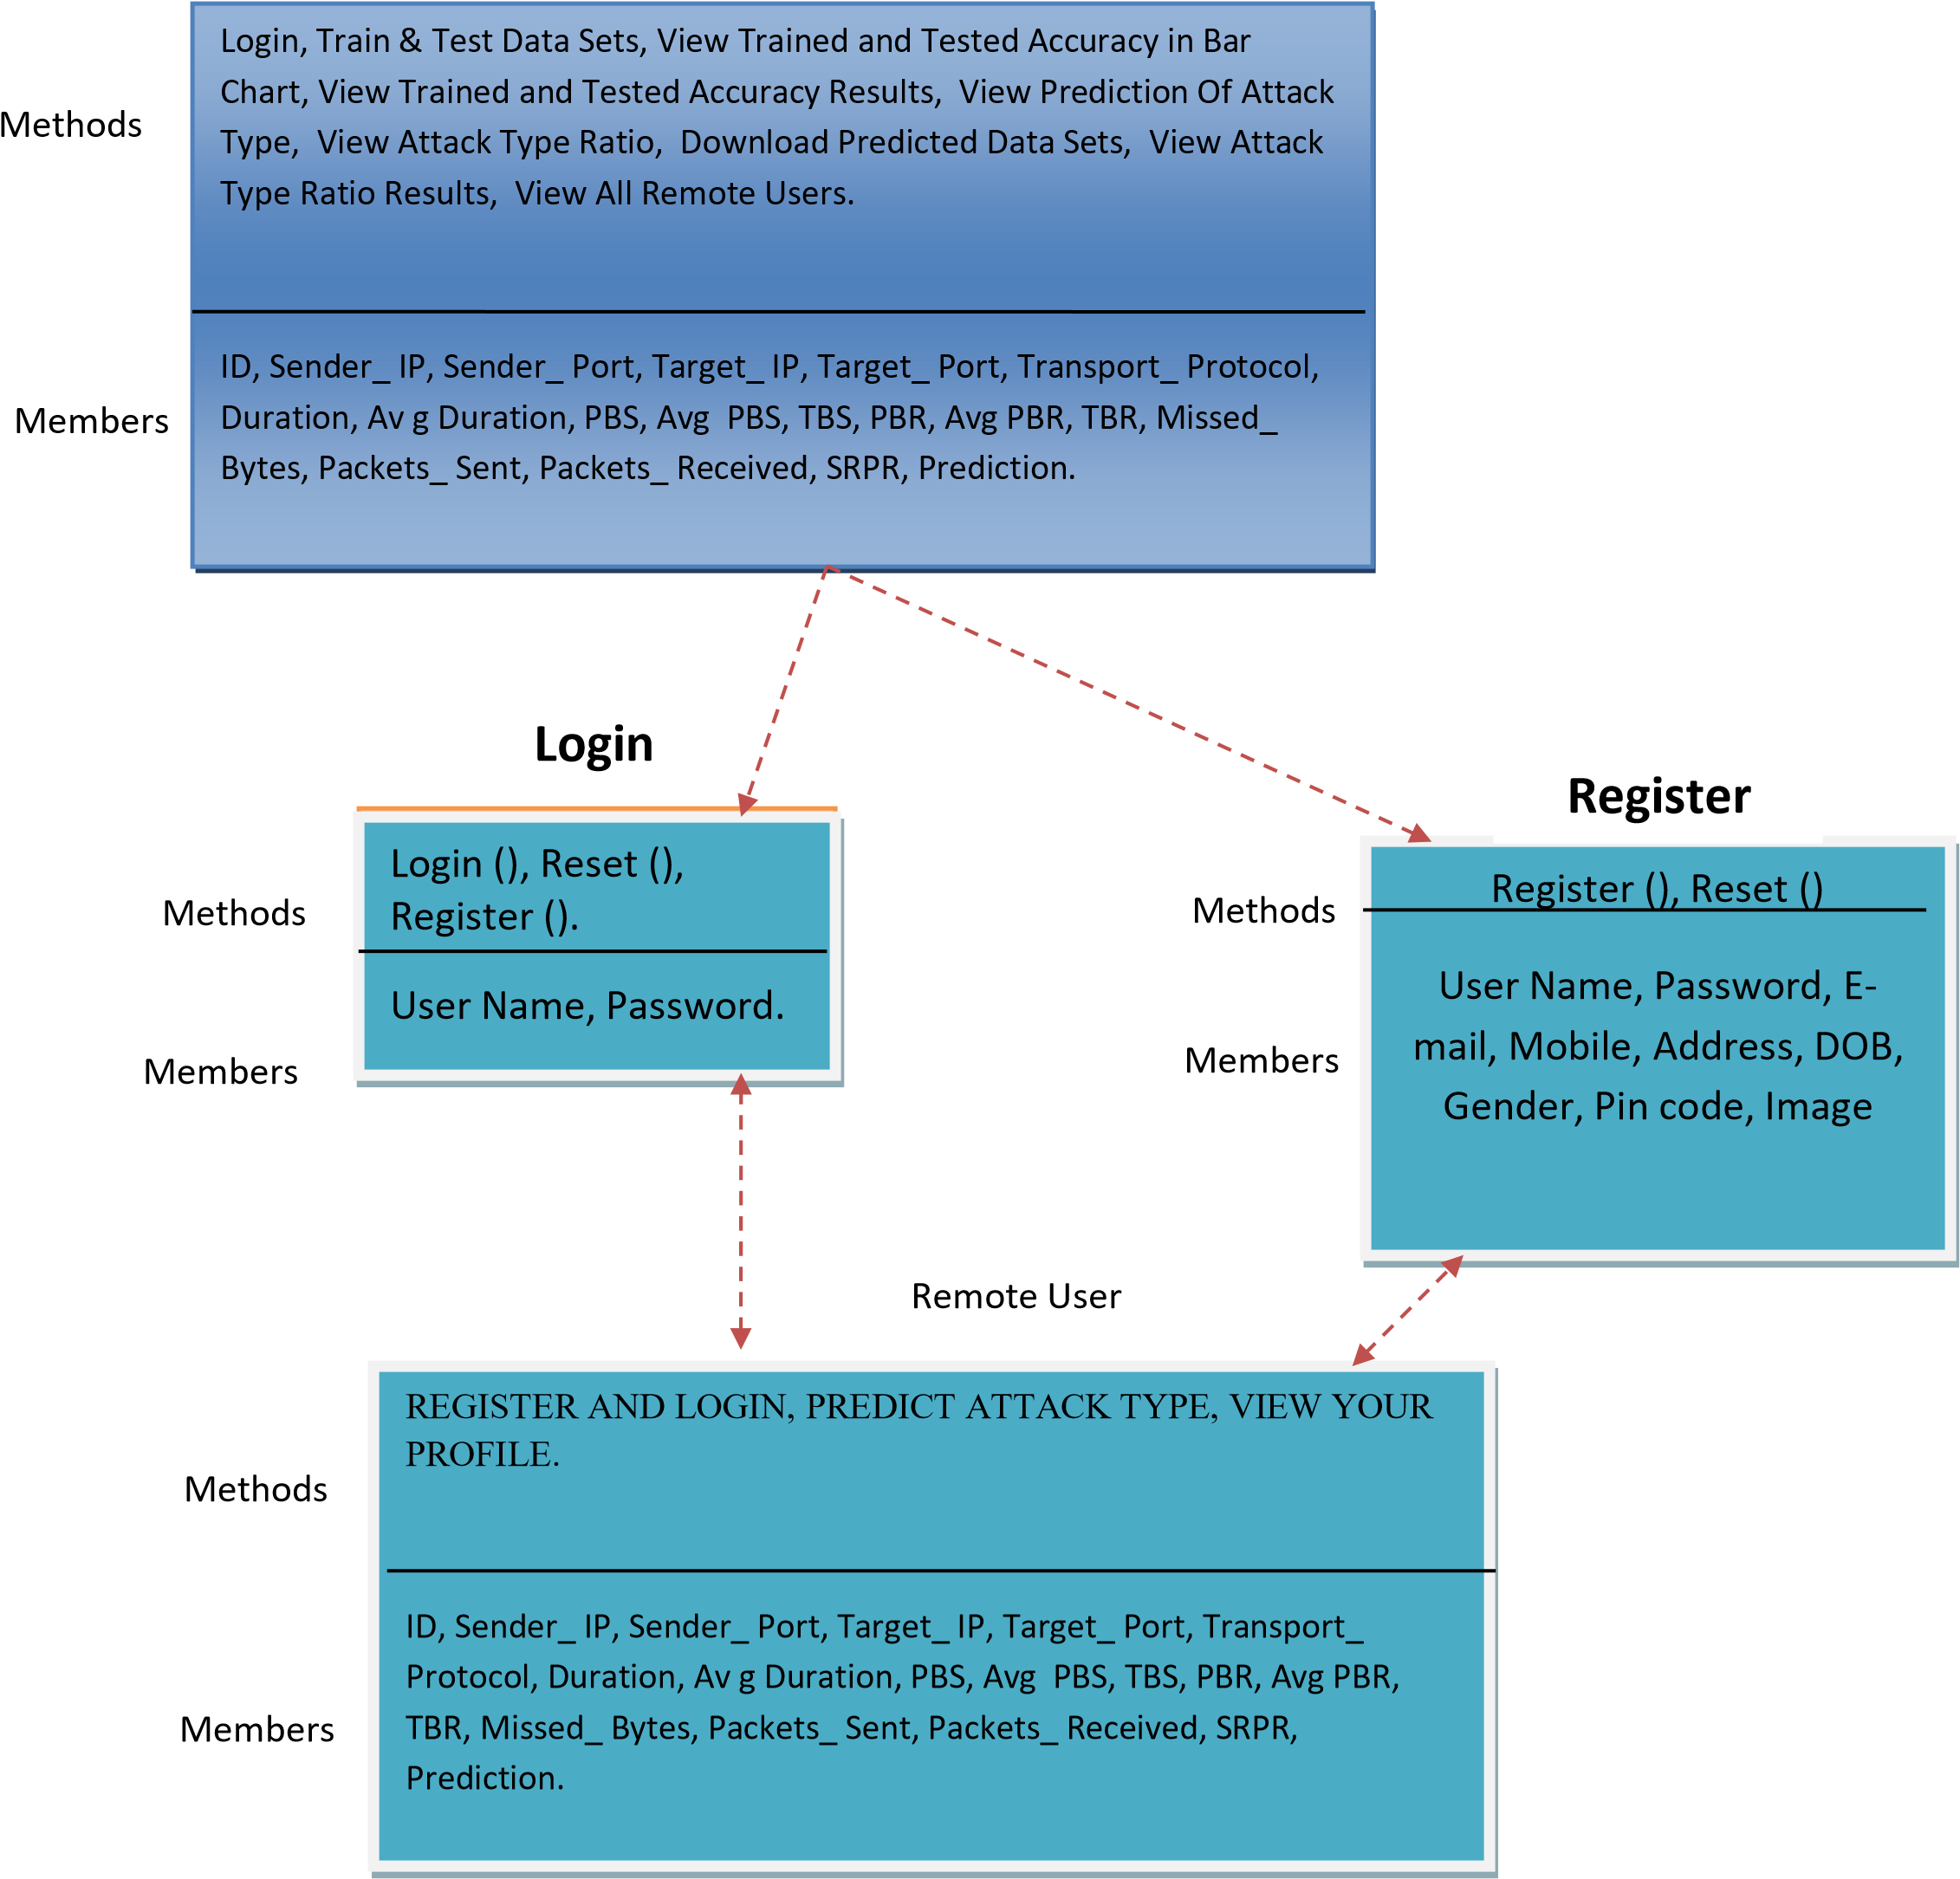 Login, Train & Test Data Sets, View Trained and Tested Accuracy in Bar
Chart, View Trained and Tested Accuracy Results,  View Prediction Of Attack
Type,  View Attack Type Ratio,  Download Predicted Data Sets,  View Attack
Type Ratio Results,  View All Remote Users.
Methods
ID, Sender_ IP, Sender_ Port, Target_ IP, Target_ Port, Transport_ Protocol,
Duration, Av g Duration, PBS, Avg  PBS, TBS, PBR, Avg PBR, TBR, Missed_
Bytes, Packets_ Sent, Packets_ Received, SRPR, Prediction.
Members
Login
Login (), Reset (),
Register ().
Methods
User Name, Password.
Members
Register
Register (), Reset ()
Methods
User Name, Password, E-
mail, Mobile, Address, DOB,
Gender, Pin code, Image
Members
Remote User
REGISTER AND LOGIN, PREDICT ATTACK TYPE, VIEW YOUR
PROFILE.
Methods
ID, Sender_ IP, Sender_ Port, Target_ IP, Target_ Port, Transport_
Protocol, Duration, Av g Duration, PBS, Avg  PBS, TBS, PBR, Avg PBR,
TBR, Missed_ Bytes, Packets_ Sent, Packets_ Received, SRPR,
Prediction.
Members